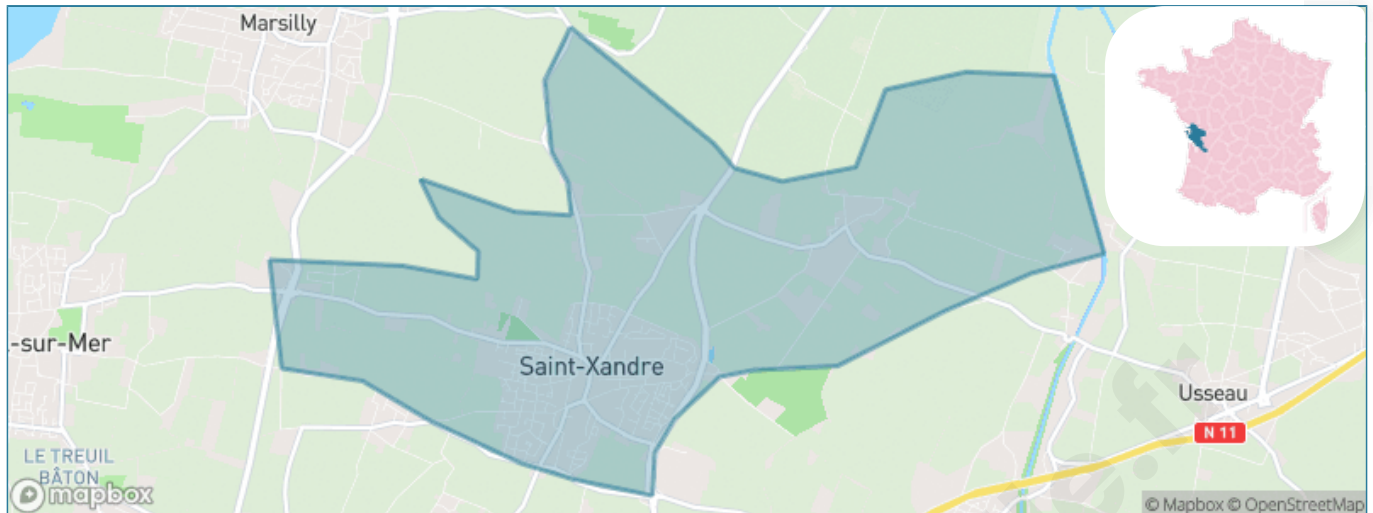 Marsilly
-sur-Mer
Saint-Xandre
Usseau
N 11
LE TREUIL
BÂTON
mapbox
© Mapbox © OpenStreetMap